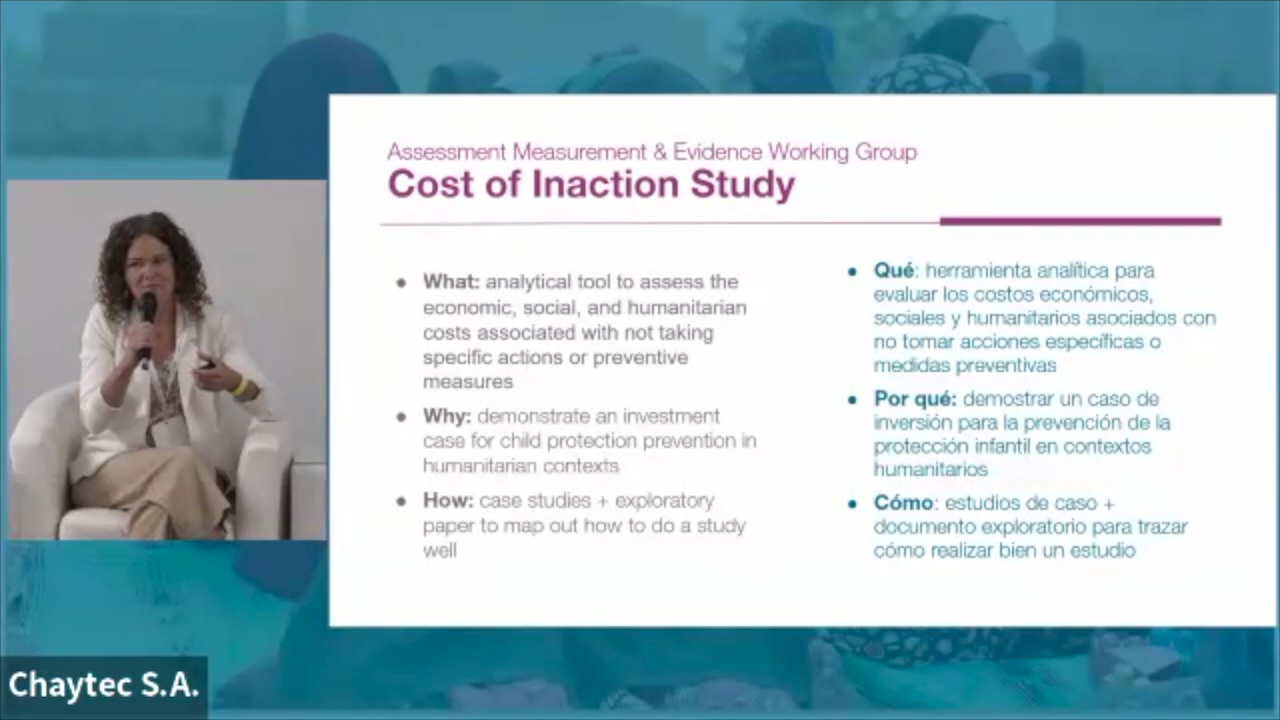 Assessment Measurement & Evidence Working Group
Cost of Inaction Study
• What: analytical tool to assess the
economic, social, and humanitarian
costs associated with not taking
specific actions or preventive
measures
• Why: demonstrate an investment
case for child protection prevention in
humanitarian contexts
• How: case studies + exploratory
paper to map out how to do a study
well
• Qué: herramienta analítica para
evaluar los costos económicos,
sociales y humanitarios asociados con
no tomar acciones específicas o
medidas preventivas
• Por qué: demostrar un caso de
inversión para la prevención de la
protección infantil en contextos
humanitarios
• Cómo: estudios de caso +
documento exploratorio para trazar
cómo realizar bien un estudio
Chaytec S.A.